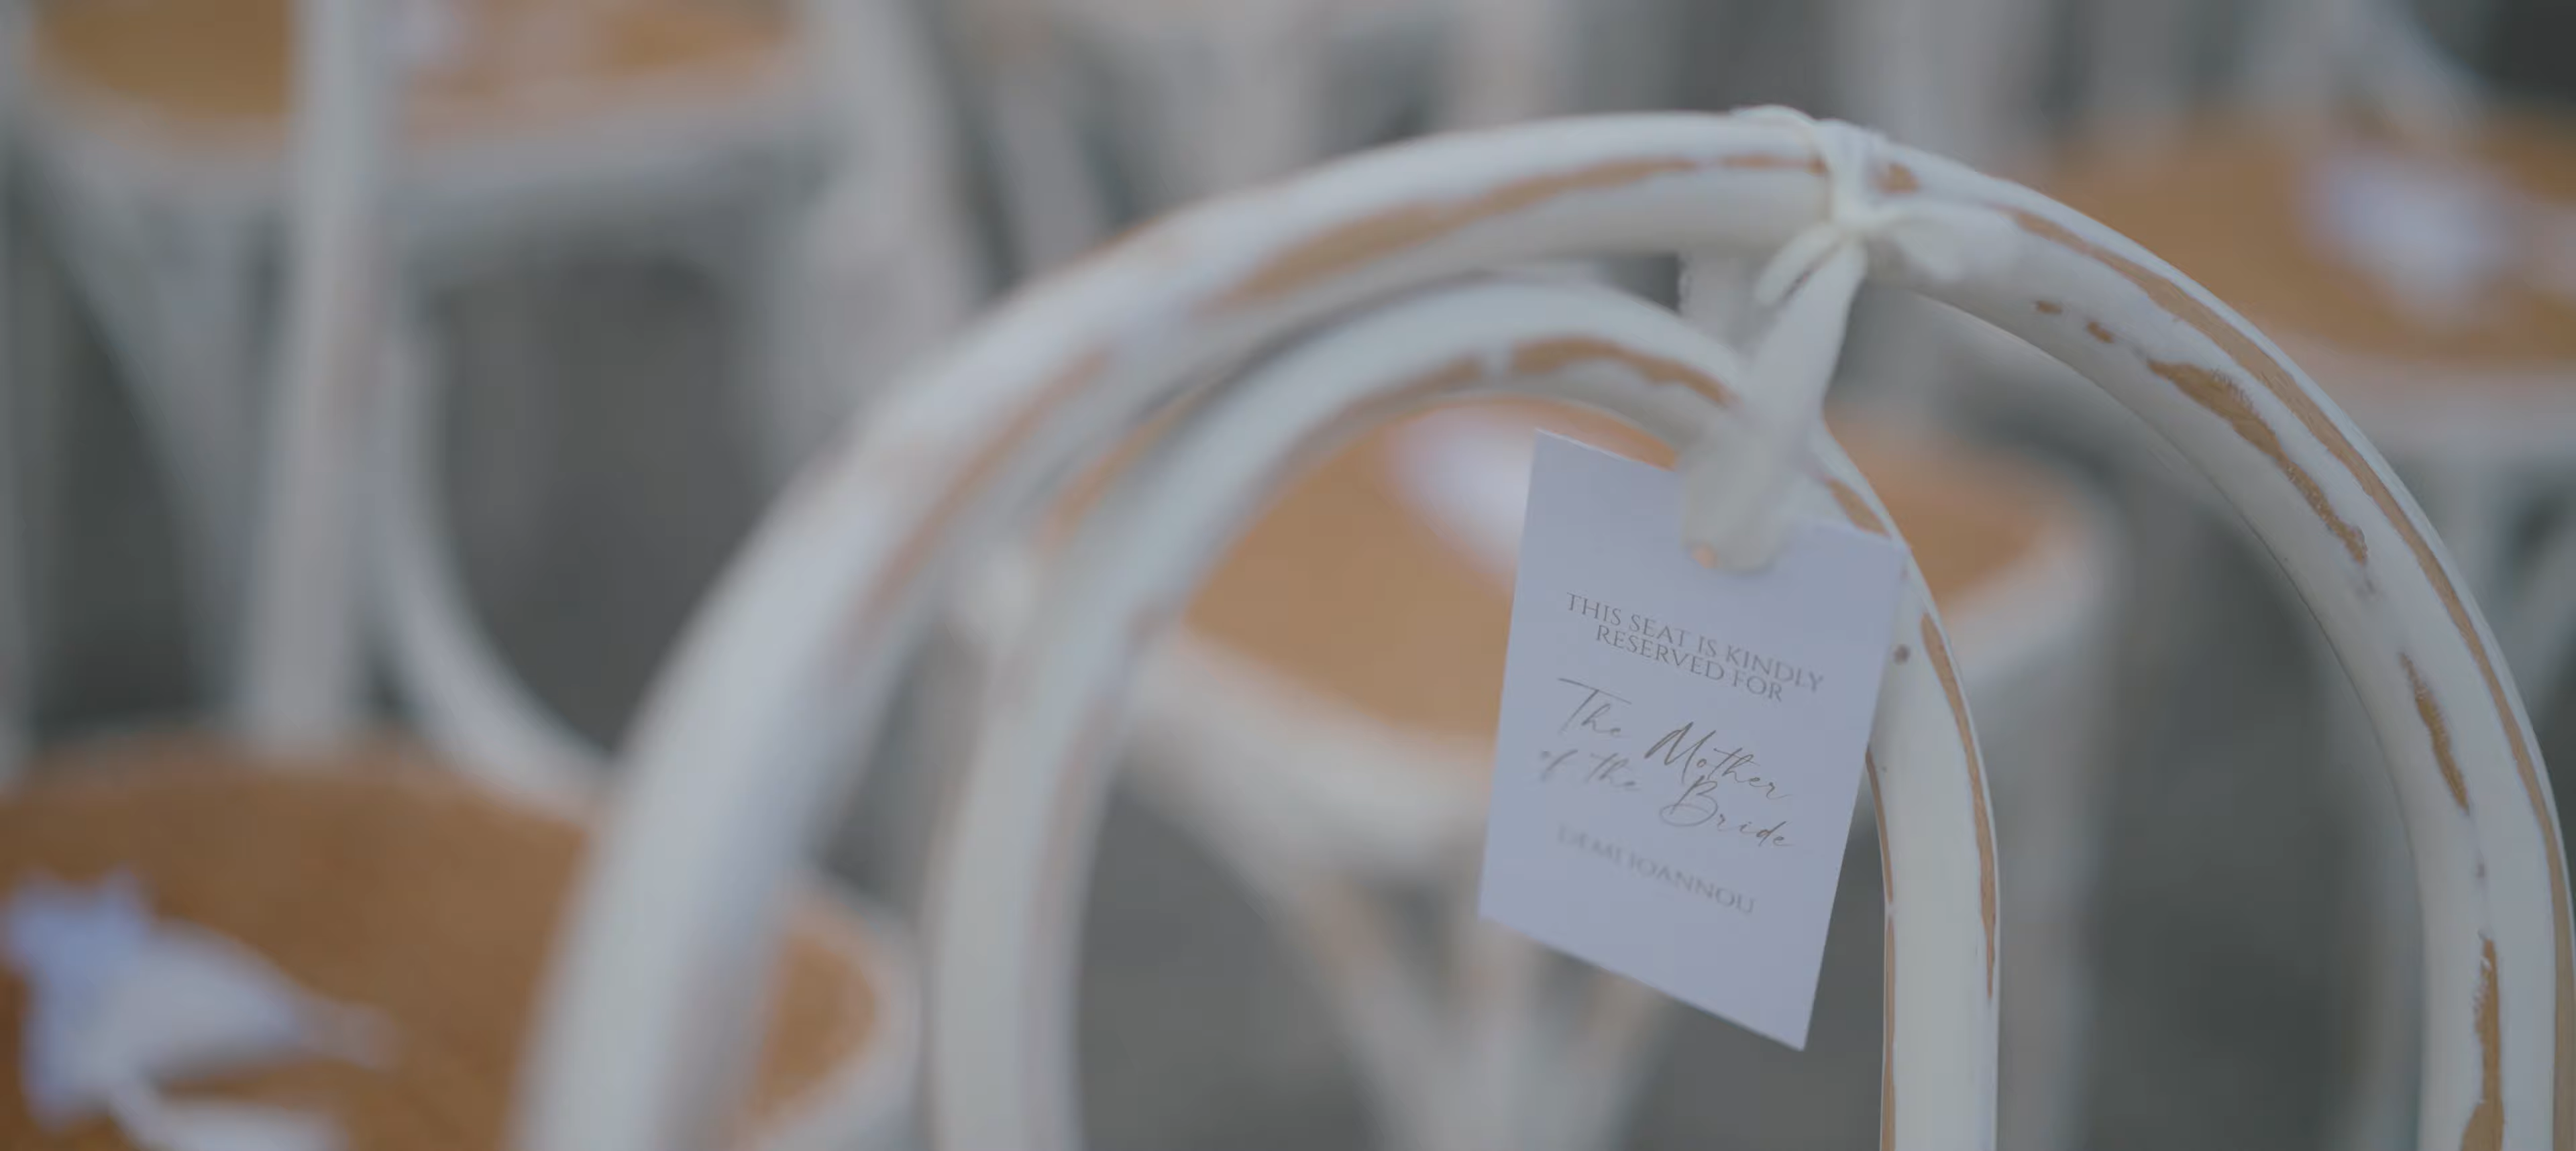 THIS SEAT IS KINDLY
RESERVED FOR
The Mother
of the Bride
DEMI IOANNOU